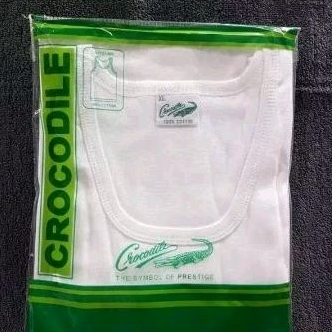 CROCODILE
XL
Crocodile
100% COTTON
Crocodile
THE SYMBOL OF PRESTIGE